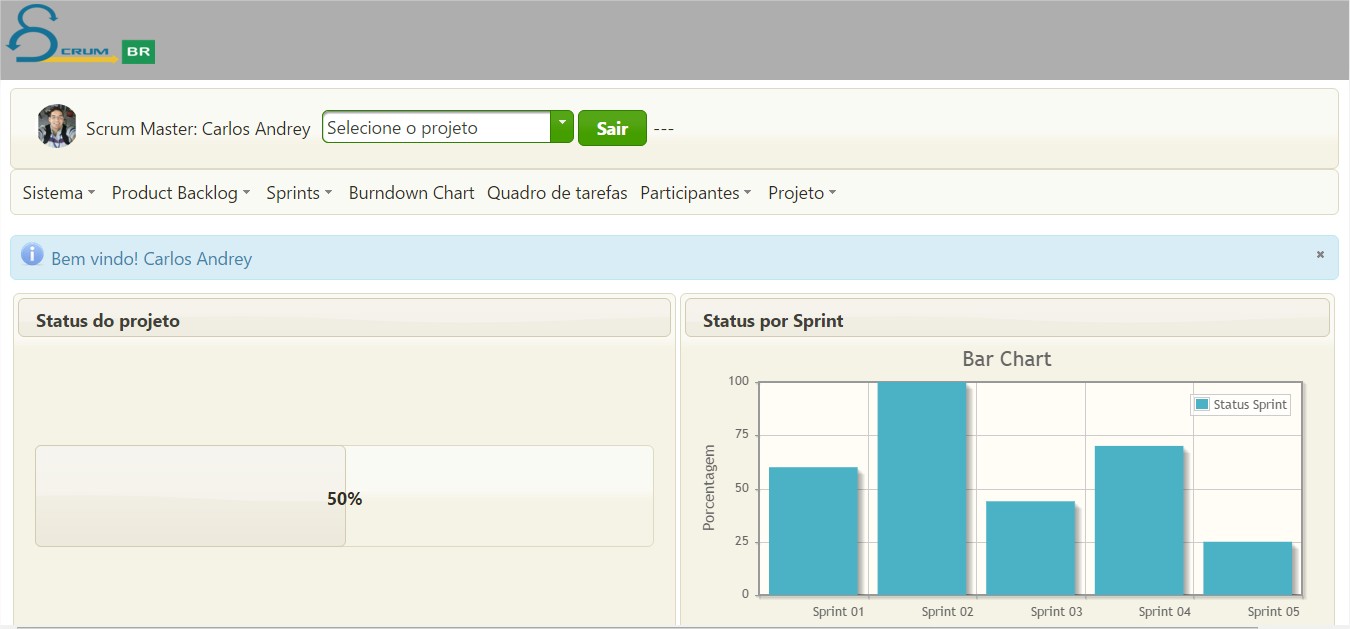 SCRUM BR
Scrum Master: Carlos Andrey Selecione o projeto Sair ---
Sistema Product Backlog Sprints Burndown Chart Quadro de tarefas Participantes Projeto
i Bem vindo! Carlos Andrey ×
Status do projeto
50%
Status por Sprint
Bar Chart
Status Sprint
Porcentagem
100
75
50
25
0
Sprint 01 Sprint 02 Sprint 03 Sprint 04 Sprint 05